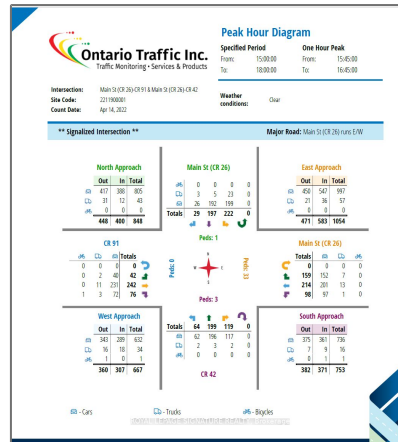 Peak Hour Diagram
Ontario Traffic Inc.
Traffic Monitoring • Services & Products
Specified Period One Hour Peak
From: 15:00:00 From: 15:45:00
To: 18:00:00 To: 16:45:00
Intersection: Main St (CR 26)-CR 91 & Main St (CR 26)-CR 42
Site Code: 2211900001
Count Date: Apr 14, 2022
Weather conditions: Clear
** Signalized Intersection ** Major Road: Main St (CR 26) runs E/W
North Approach
Out In Total
417 388 805
31 12 43
0 0 0
448 400 848
Main St (CR 26)
0 0 0 0
3 5 23 0
26 192 199 0
Totals 29 197 222 0
East Approach
Out In Total
450 547 997
21 36 57
0 0 0
471 583 1054
Peds: 1
CR 91
Totals
0 0 0 0
0 2 40 42
0 11 231 242
1 3 72 76
Peds: 0
N
W E
S
Peds: 33
Main St (CR 26)
Totals
0 0 0 0
159 152 7 0
214 201 13 0
98 97 1 0
Peds: 3
West Approach
Out In Total
343 289 632
16 18 34
1 0 1
360 307 667
Totals 64 199 119 0
62 196 117 0
2 3 2 0
0 0 0 0
CR 42
South Approach
Out In Total
375 361 736
7 9 16
0 1 1
382 371 753
- Cars - Trucks - Bicycles